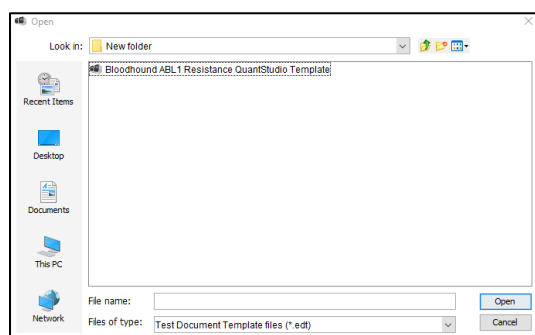 Open
Look in: New folder
Bloodhound ABL1 Resistance QuantStudio Template
Recent Items
Desktop
Documents
This PC
Network
File name:
Open
Files of type: Test Document Template files (*.edt)
Cancel